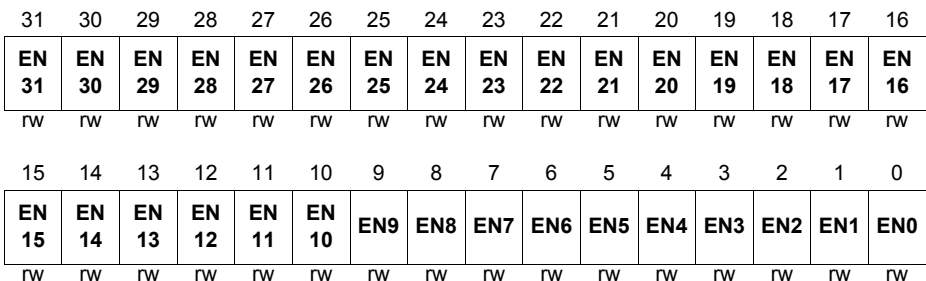 31 30 29 28 27 26 25 24 23 22 21 20 19 18 17 16
EN EN EN EN EN EN EN EN EN EN EN EN EN EN EN EN
31 30 29 28 27 26 25 24 23 22 21 20 19 18 17 16
rw rw rw rw rw rw rw rw rw rw rw rw rw rw rw rw
15 14 13 12 11 10 9 8 7 6 5 4 3 2 1 0
EN EN EN EN EN EN EN9 EN8 EN7 EN6 EN5 EN4 EN3 EN2 EN1 EN0
15 14 13 12 11 10
rw rw rw rw rw rw rw rw rw rw rw rw rw rw rw rw